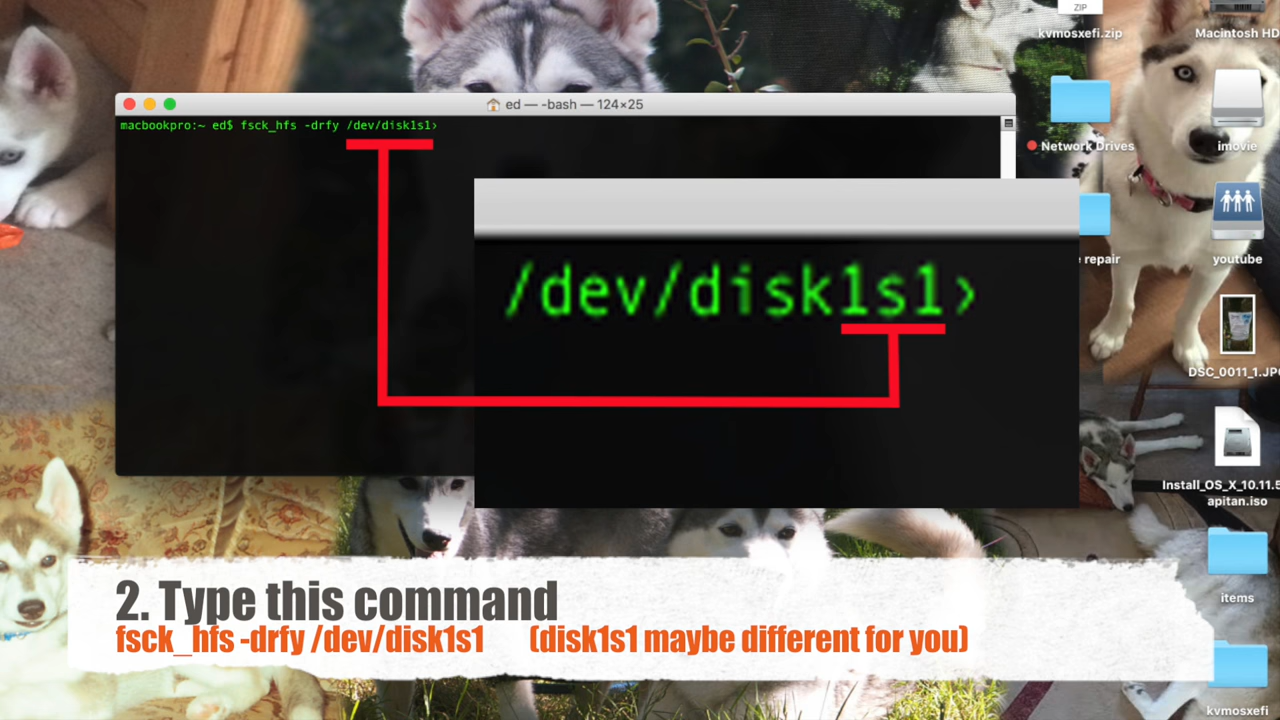 ZIP
kvmosxefi.zip
Macintosh HD
ed — -bash — 124×25
macbookpro:~ ed$ fsck_hfs -drfy /dev/disk1s1>
Network Drives
imovie
/dev/disk1s1>
e repair
youtube
DSC_0011_1.JPG
Install_OS_X_10.11.5
apitan.iso
items
2. Type this command
fsck_hfs -drfy /dev/disk1s1 (disk1s1 maybe different for you)
kvmosxefi